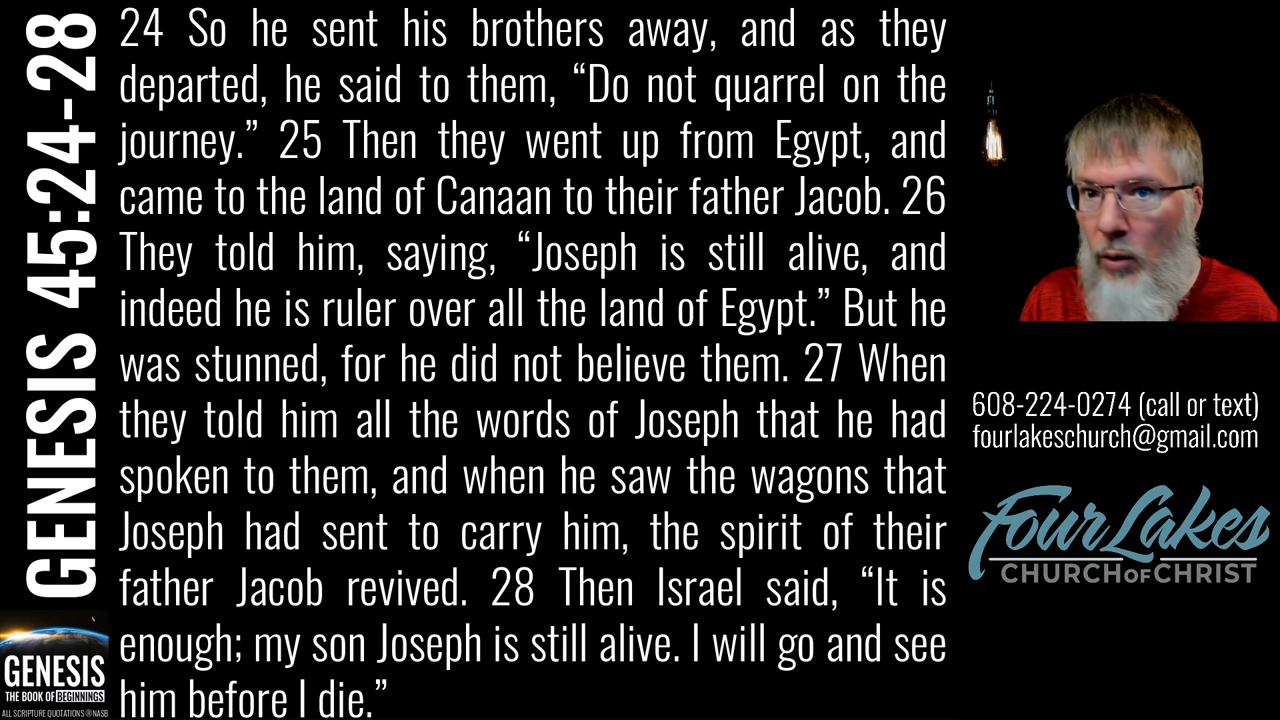 GENESIS 45:24-28
24 So he sent his brothers away, and as they
departed, he said to them, “Do not quarrel on the
journey.” 25 Then they went up from Egypt, and
came to the land of Canaan to their father Jacob. 26
They told him, saying, “Joseph is still alive, and
indeed he is ruler over all the land of Egypt.” But he
was stunned, for he did not believe them. 27 When
they told him all the words of Joseph that he had
spoken to them, and when he saw the wagons that
Joseph had sent to carry him, the spirit of their
father Jacob revived. 28 Then Israel said, “It is
enough; my son Joseph is still alive. I will go and see
him before I die.”
608-224-0274 (call or text)
fourlakeschurch@gmail.com
Four Lakes
CHURCH OF CHRIST
GENESIS
THE BOOK OF BEGINNINGS
ALL SCRIPTURE QUOTATIONS ® NASB